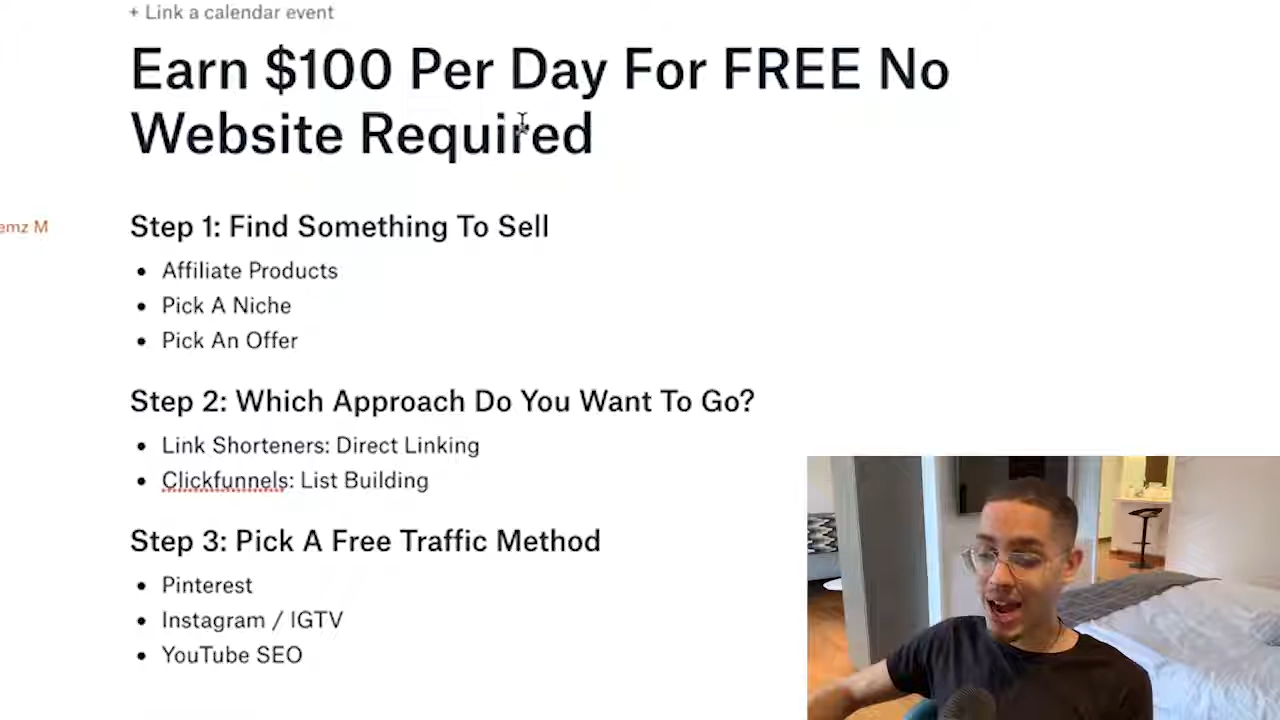 + Link a calendar event
Earn $100 Per Day For FREE No
Website Required
emz M
Step 1: Find Something To Sell
Affiliate Products
Pick A Niche
Pick An Offer
Step 2: Which Approach Do You Want To Go?
Link Shorteners: Direct Linking
Clickfunnels: List Building
Step 3: Pick A Free Traffic Method
Pinterest
Instagram / IGTV
YouTube SEO